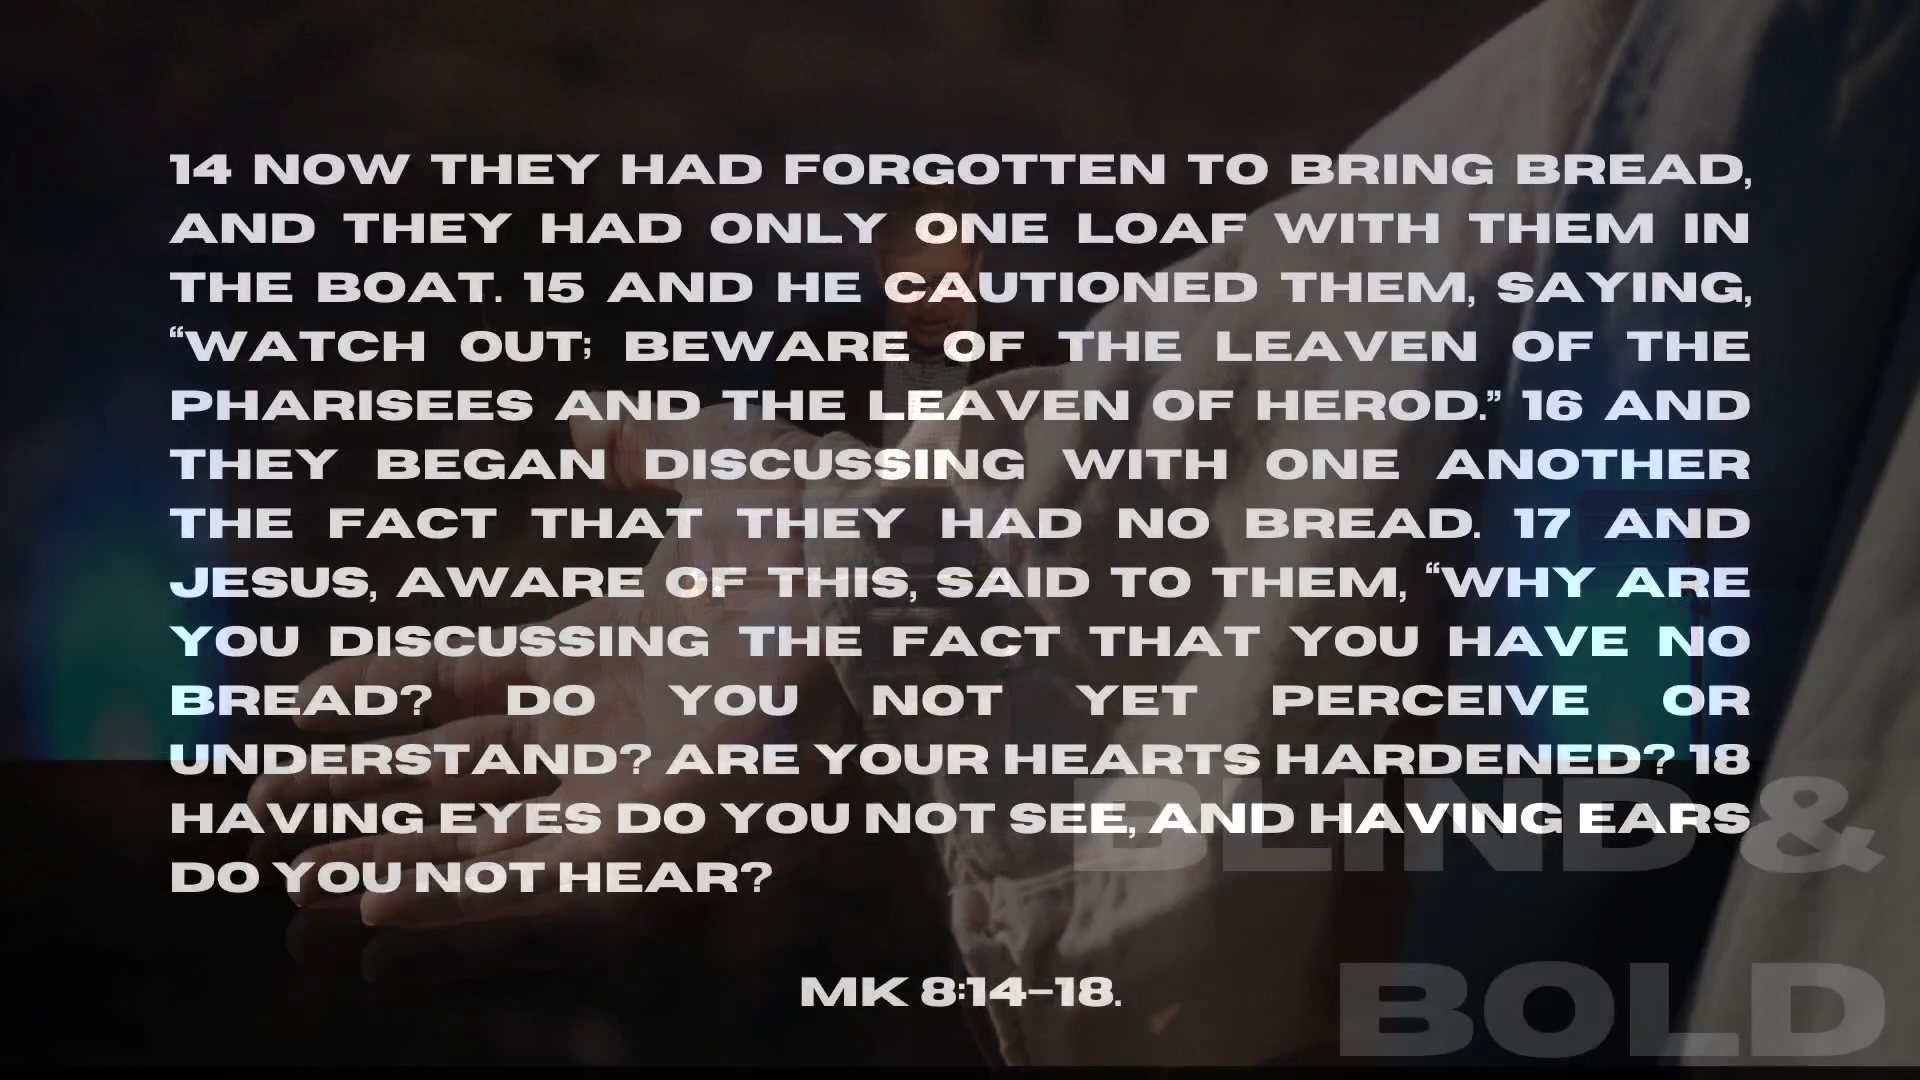 14 NOW THEY HAD FORGOTTEN TO BRING BREAD,
AND THEY HAD ONLY ONE LOAF WITH THEM IN
THE BOAT. 15 AND HE CAUTIONED THEM, SAYING,
“WATCH OUT; BEWARE OF THE LEAVEN OF THE
PHARISEES AND THE LEAVEN OF HEROD.” 16 AND
THEY BEGAN DISCUSSING WITH ONE ANOTHER
THE FACT THAT THEY HAD NO BREAD. 17 AND
JESUS, AWARE OF THIS, SAID TO THEM, “WHY ARE
YOU DISCUSSING THE FACT THAT YOU HAVE NO
BREAD? DO YOU NOT YET PERCEIVE OR
UNDERSTAND? ARE YOUR HEARTS HARDENED? 18
HAVING EYES DO YOU NOT SEE, AND HAVING EARS
DO YOU NOT HEAR?
MK 8:14–18.
BLIND &
BOLD